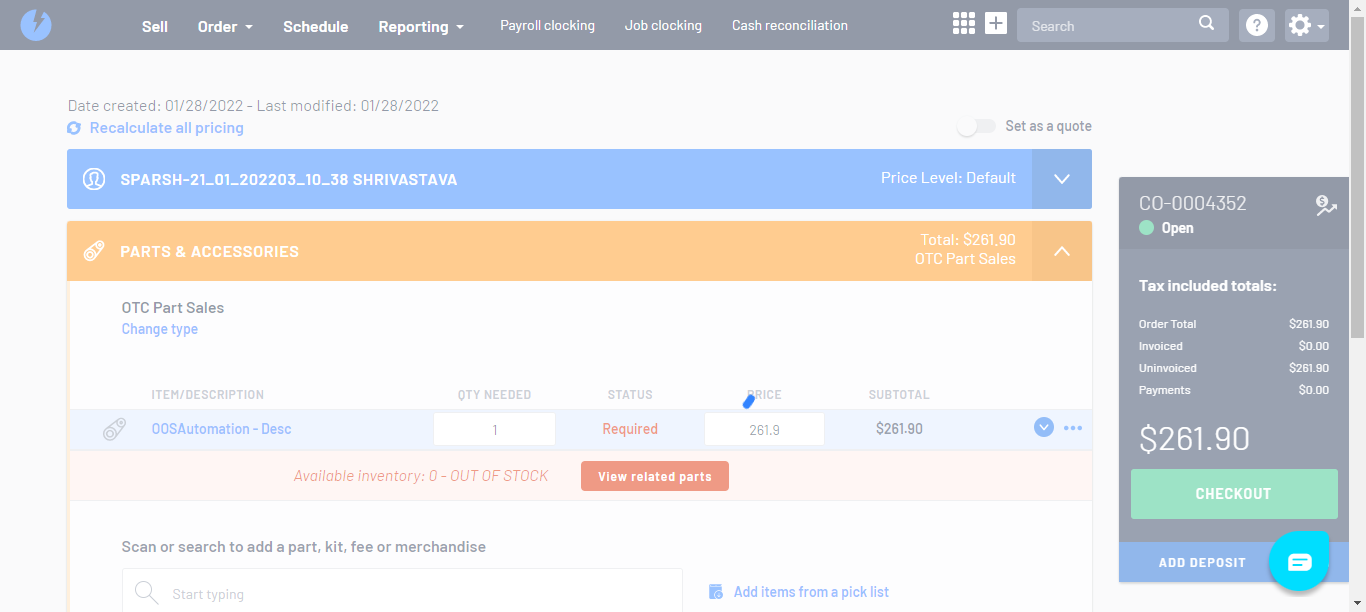 Sell Order Schedule Reporting Payroll clocking Job clocking Cash reconciliation Search
Date created: 01/28/2022 - Last modified: 01/28/2022
Recalculate all pricing
Set as a quote
SPARSH-21_01_202203_10_38 SHRIVASTAVA
Price Level: Default
PARTS & ACCESSORIES
Total: $261.90
OTC Part Sales
OTC Part Sales
Change type
ITEM/DESCRIPTION QTY NEEDED STATUS PRICE SUBTOTAL
OOSAutomation - Desc 1 Required 261.9 $261.90
Available inventory: 0 - OUT OF STOCK View related parts
Scan or search to add a part, kit, fee or merchandise
Start typing
Add items from a pick list
CO-0004352
Open
Tax included totals:
Order Total $261.90
Invoiced $0.00
Uninvoiced $261.90
Payments $0.00
$261.90
CHECKOUT
ADD DEPOSIT